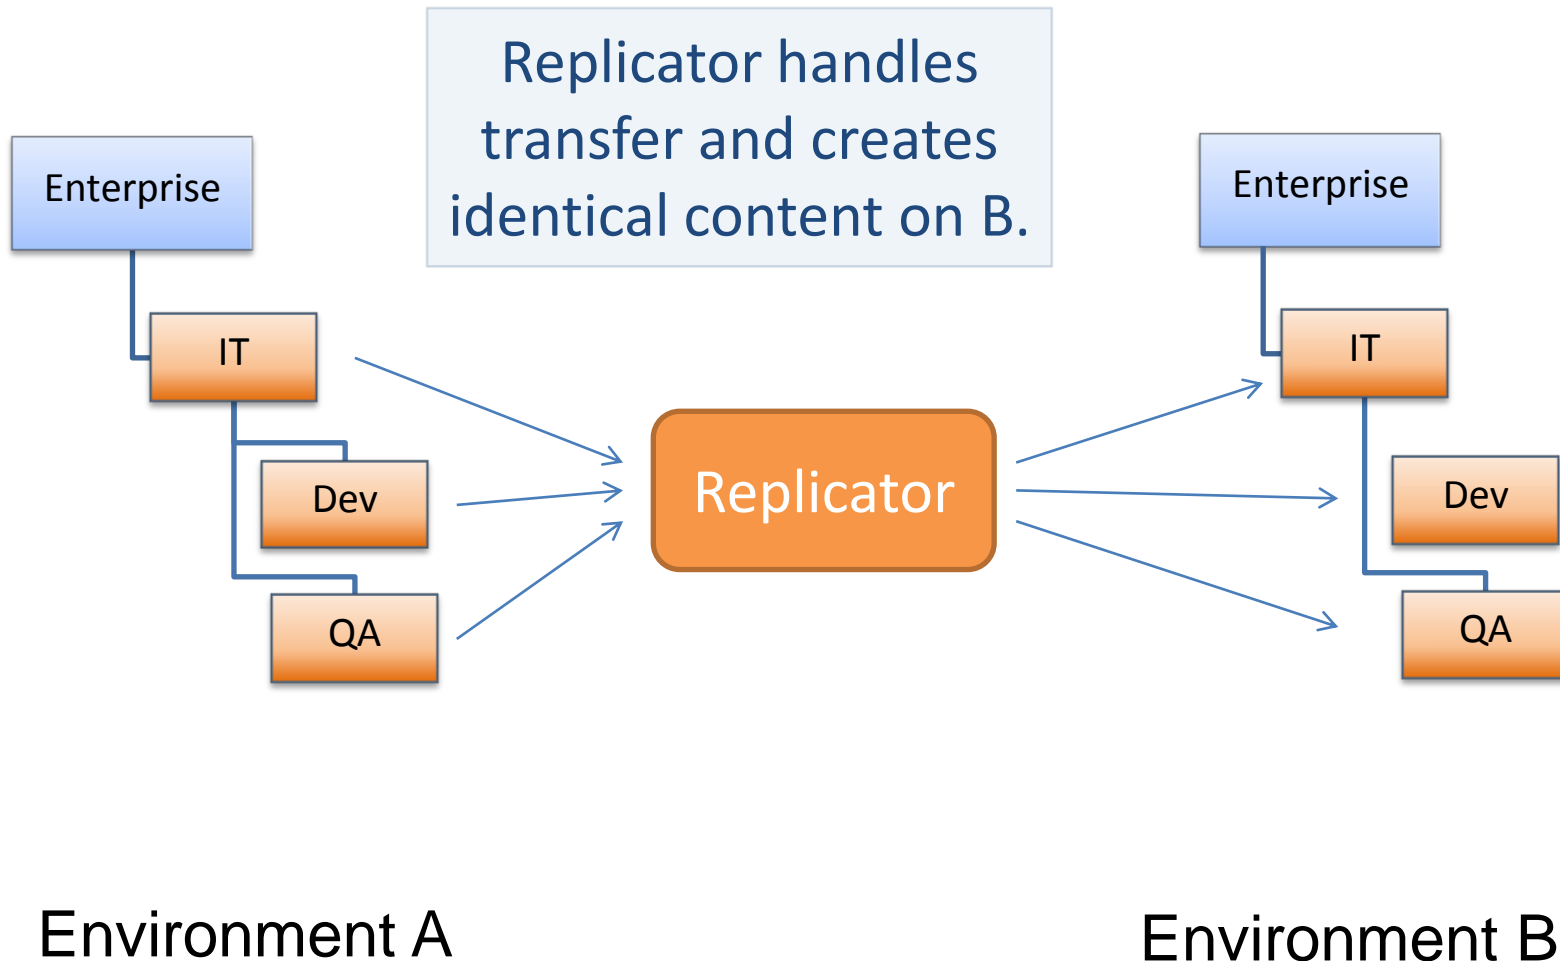 Replicator handles
transfer and creates
identical content on B.
Enterprise
IT
Dev
QA
Replicator
Enterprise
IT
Dev
QA
Environment A
Environment B